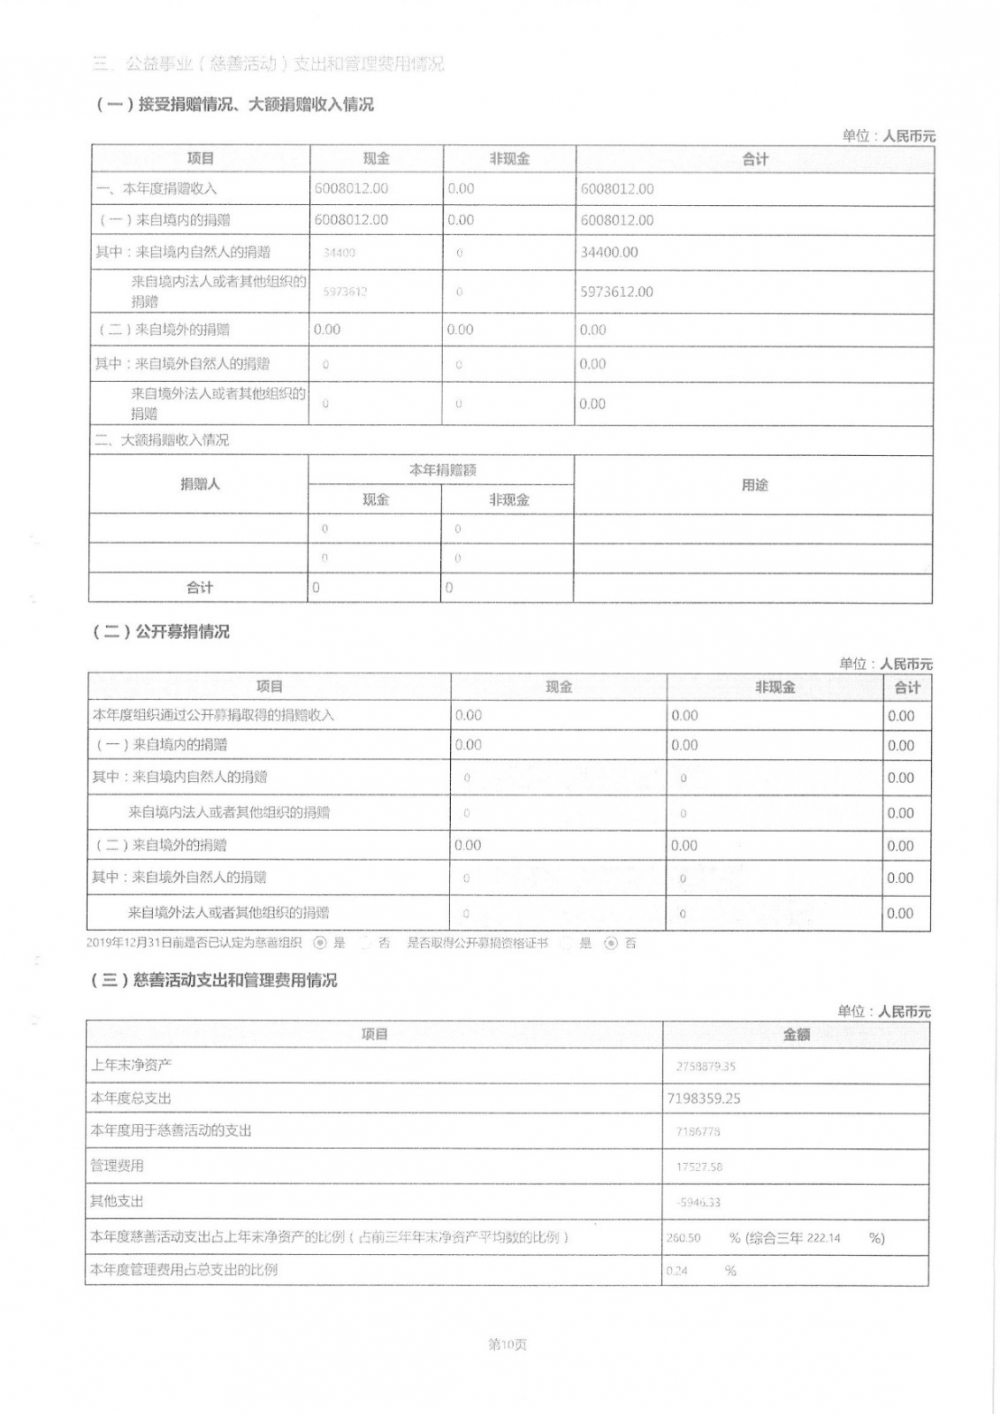 三、公益事业（慈善活动）支出和管理费用情况
（一）接受捐赠情况、大额捐赠收入情况
单位：人民币元
项目 现金 非现金 合计
一、本年度捐赠收入 6008012.00 0.00 6008012.00
（一）来自境内的捐赠 6008012.00 0.00 6008012.00
其中：来自境内自然人的捐赠 34400 0 34400.00
来自境内法人或者其他组织的
捐赠 5973612 0 5973612.00
（二）来自境外的捐赠 0.00 0.00 0.00
其中：来自境外自然人的捐赠 0 0 0.00
来自境外法人或者其他组织的
捐赠 0 0 0.00
二、大额捐赠收入情况
捐赠人 本年捐赠额 用途
现金 非现金
0 0
0 0
合计 0 0
（二）公开募捐情况
单位：人民币元
项目 现金 非现金 合计
本年度组织通过公开募捐取得的捐赠收入 0.00 0.00 0.00
（一）来自境内的捐赠 0.00 0.00 0.00
其中：来自境内自然人的捐赠 0 0 0.00
来自境内法人或者其他组织的捐赠 0 0 0.00
（二）来自境外的捐赠 0.00 0.00 0.00
其中：来自境外自然人的捐赠 0 0 0.00
来自境外法人或者其他组织的捐赠 0 0 0.00
2019年12月31日前是否已认定为慈善组织 是 否 是否取得公开募捐资格证书 是 否
（三）慈善活动支出和管理费用情况
单位：人民币元
项目 金额
上年末净资产 2758879.35
本年度总支出 7198359.25
本年度用于慈善活动的支出 7186778
管理费用 17527.58
其他支出 -5946.33
本年度慈善活动支出占上年末净资产的比例（占前三年年末净资产平均数的比例） 260.50 % (综合三年 222.14 %)
本年度管理费用占总支出的比例 0.24 %
第10页